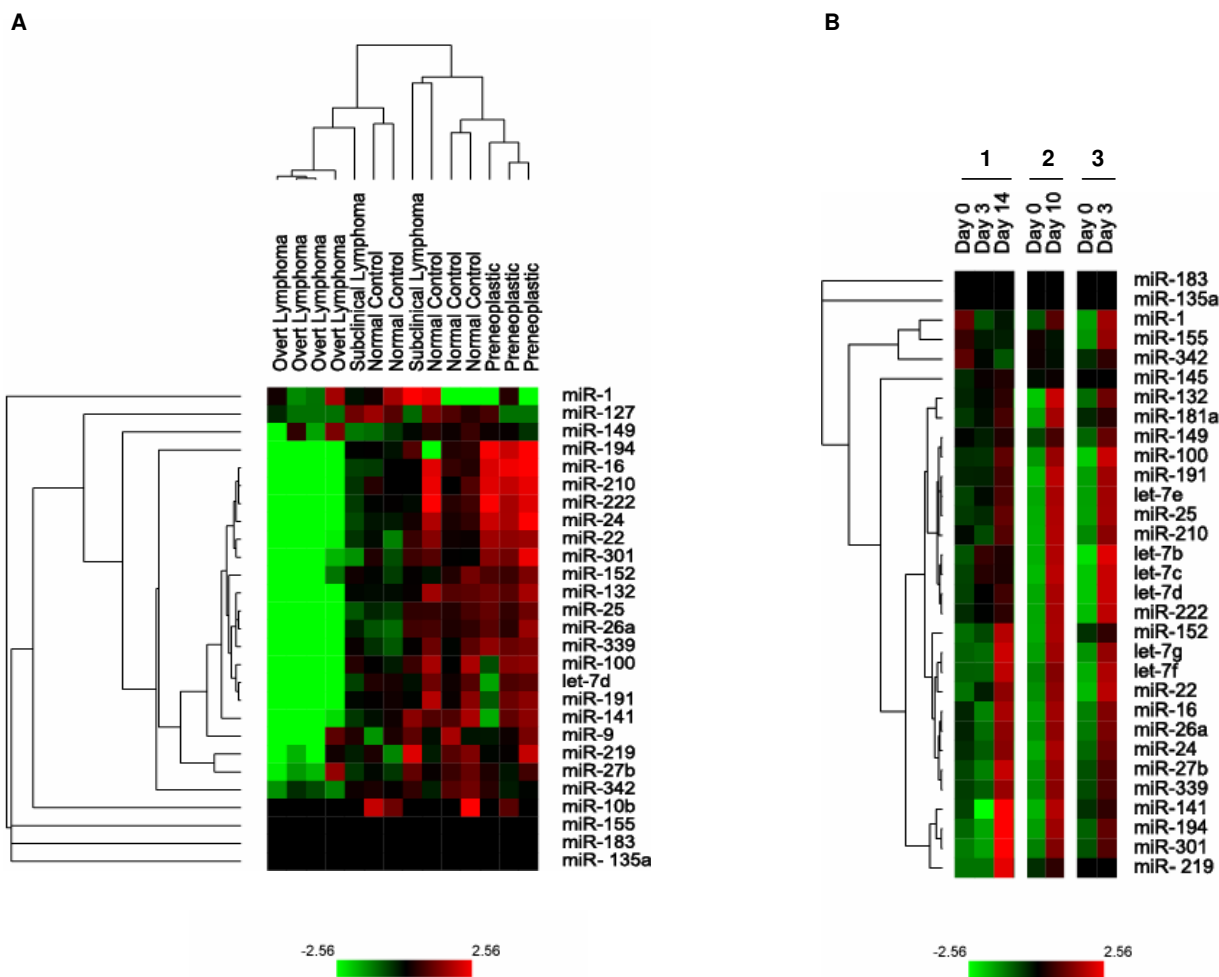 A
Overt Lymphoma
Overt Lymphoma
Overt Lymphoma
Overt Lymphoma
Subclinical Lymphoma
Normal Control
Normal Control
Subclinical Lymphoma
Normal Control
Normal Control
Normal Control
Preneoplastic
Preneoplastic
Preneoplastic
miR-1
miR-127
miR-149
miR-194
miR-16
miR-210
miR-222
miR-24
miR-22
miR-301
miR-152
miR-132
miR-25
miR-26a
miR-339
miR-100
let-7d
miR-191
miR-141
miR-9
miR-219
miR-27b
miR-342
miR-10b
miR-155
miR-183
miR- 135a
-2.56
2.56
B
1
2
3
Day 0
Day 3
Day 14
Day 0
Day 10
Day 0
Day 3
miR-183
miR-135a
miR-1
miR-155
miR-342
miR-145
miR-132
miR-181a
miR-149
miR-100
miR-191
let-7e
miR-25
miR-210
let-7b
let-7c
let-7d
miR-222
miR-152
let-7g
let-7f
miR-22
miR-16
miR-26a
miR-24
miR-27b
miR-339
miR-141
miR-194
miR-301
miR- 219
-2.56
2.56